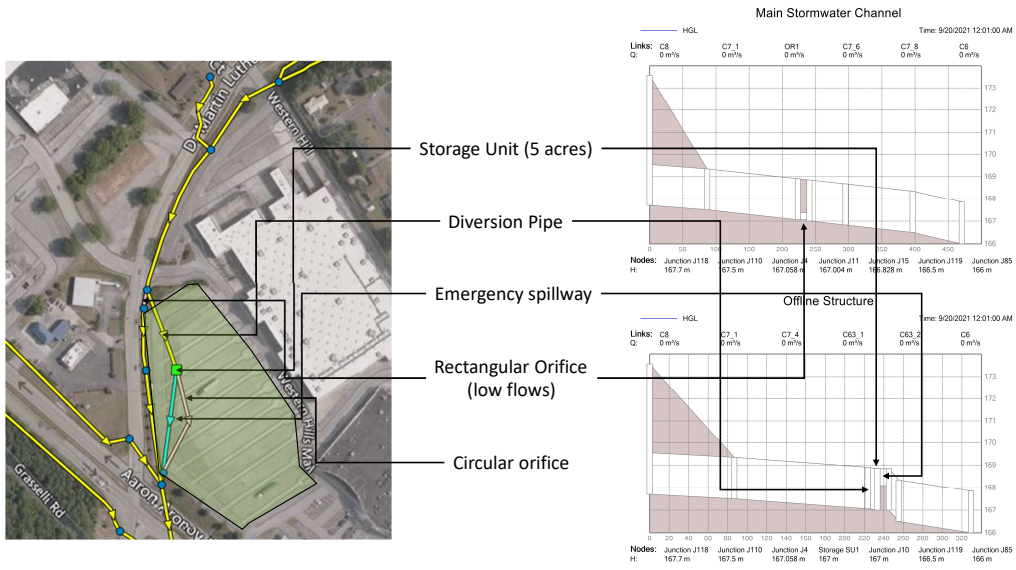 Main Stormwater Channel
HGL
Time: 9/20/2021 12:01:00 AM
Links: C8 C7_1 OR1 C7_6 C7_8 C6
Q: 0 m³/s 0 m³/s 0 m³/s 0 m³/s 0 m³/s 0 m³/s
173
172
171
170
169
168
167
166
0 50 100 150 200 250 300 350 400 450
Nodes: Junction J118 Junction J110 Junction J4 Junction J11 Junction J15 Junction J119 Junction J85
H: 167.7 m 167.5 m 167.058 m 167.004 m 166.828 m 166.5 m 166 m
Storage Unit (5 acres)
Diversion Pipe
Emergency spillway
Rectangular Orifice
(low flows)
Circular orifice
Western Hill
Western Hills Mall
Grasselli Rd
Offline Structure
HGL
Time: 9/20/2021 12:01:00 AM
Links: C8 C7_1 C7_4 C63_1 C63_2 C6
Q: 0 m³/s 0 m³/s 0 m³/s 0 m³/s 0 m³/s 0 m³/s
173
172
171
170
169
168
167
166
0 20 40 60 80 100 120 140 160 180 200 220 240 260 280 300 320
Nodes: Junction J118 Junction J110 Junction J4 Storage SU1 Junction J10 Junction J119 Junction J85
H: 167.7 m 167.5 m 167.058 m 167 m 167 m 166.5 m 166 m